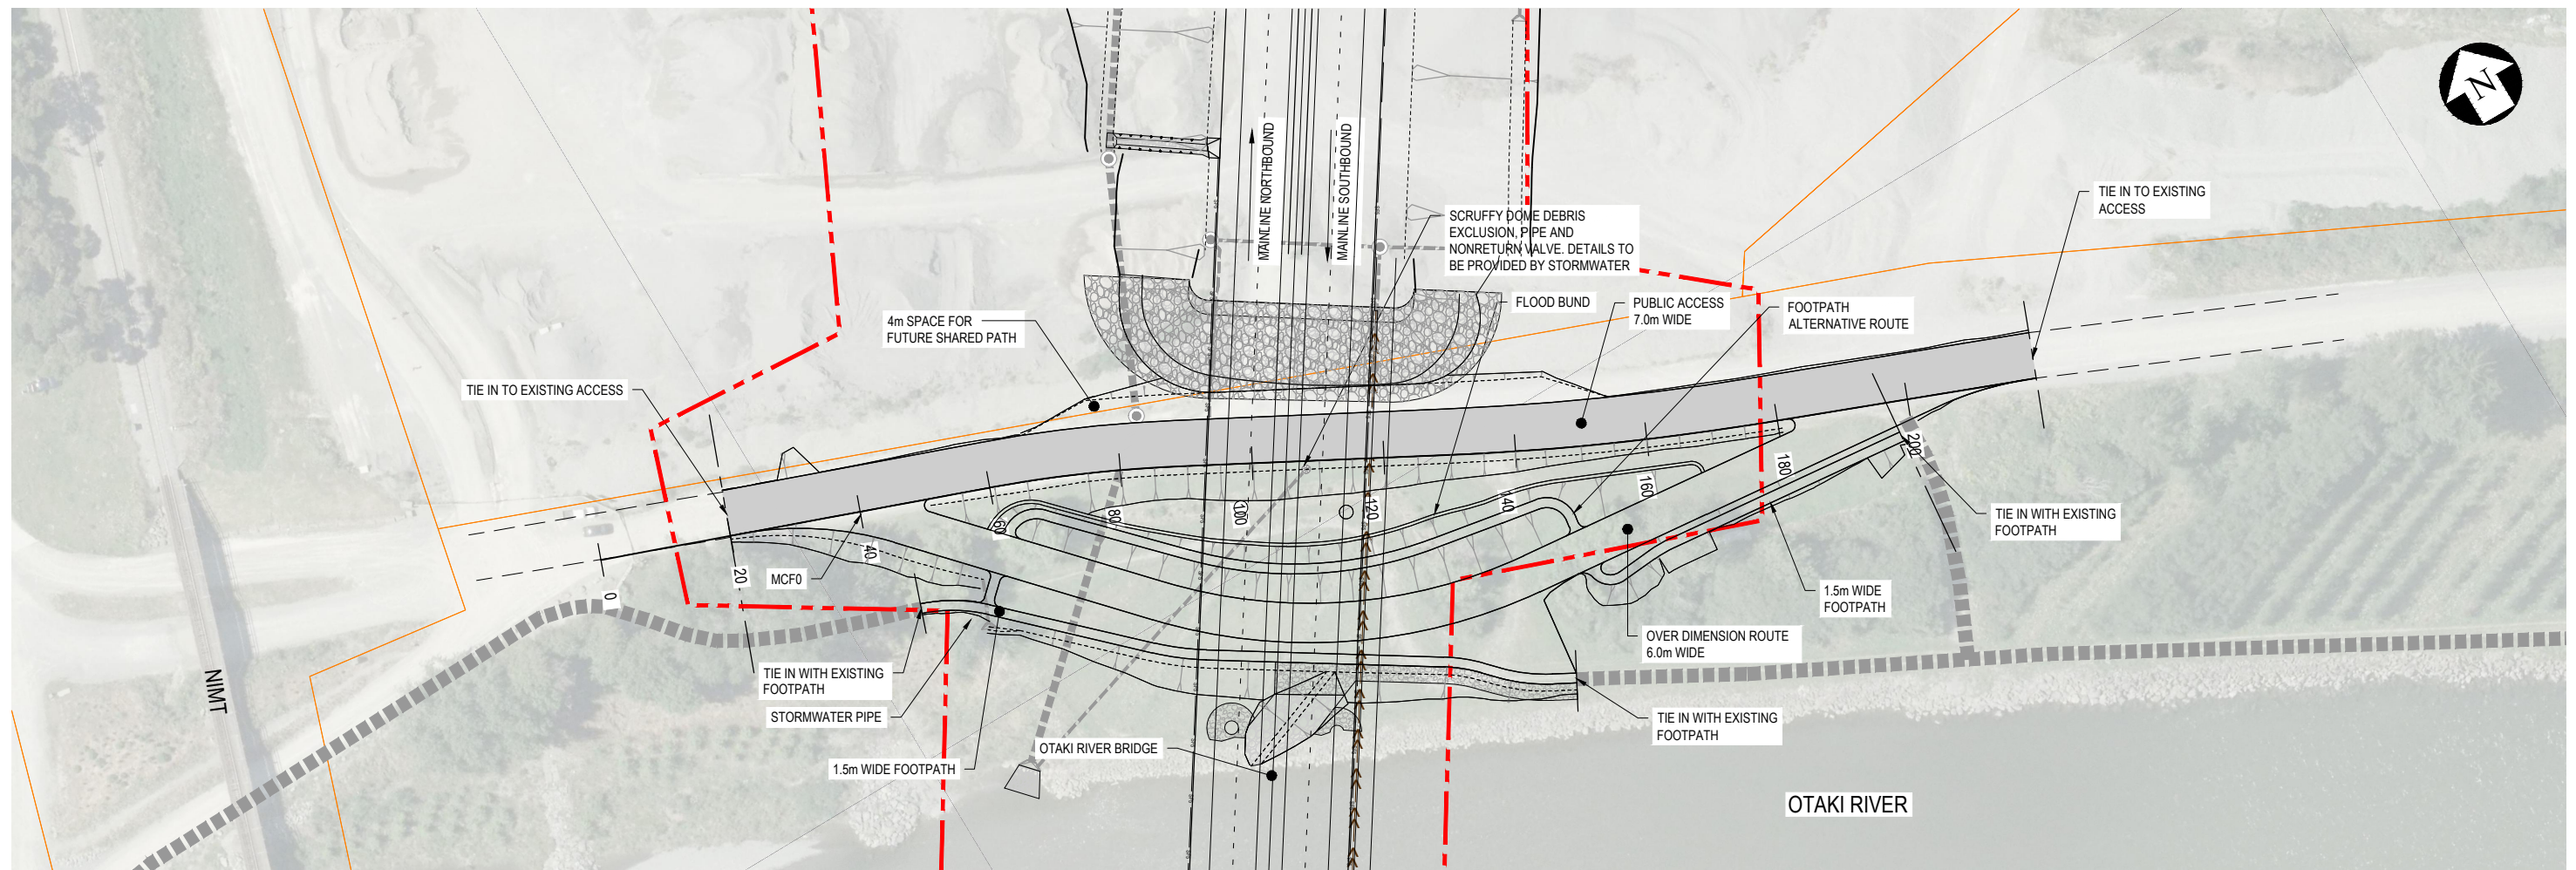 N
MAINLINE NORTHBOUND
MAINLINE SOUTHBOUND
TIE IN TO EXISTING
ACCESS
SCRUFFY DOME DEBRIS
EXCLUSION, PIPE AND
NONRETURN VALVE. DETAILS TO
BE PROVIDED BY STORMWATER
FLOOD BUND
PUBLIC ACCESS
7.0m WIDE
FOOTPATH
ALTERNATIVE ROUTE
4m SPACE FOR
FUTURE SHARED PATH
TIE IN TO EXISTING ACCESS
0
20
40
60
80
100
120
140
160
180
200
MCF0
TIE IN WITH EXISTING
FOOTPATH
1.5m WIDE
FOOTPATH
OVER DIMENSION ROUTE
6.0m WIDE
TIE IN WITH EXISTING
FOOTPATH
STORMWATER PIPE
TIE IN WITH EXISTING
FOOTPATH
OTAKI RIVER BRIDGE
1.5m WIDE FOOTPATH
NIMT
OTAKI RIVER